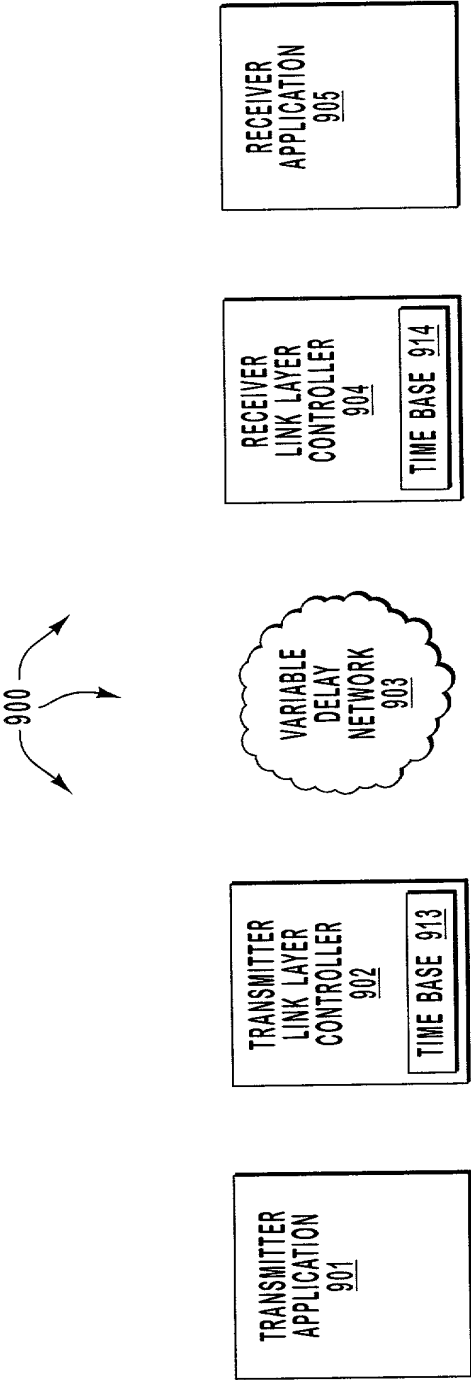 900
TRANSMITTER
APPLICATION
901
TRANSMITTER
LINK LAYER
CONTROLLER
902
TIME BASE 913
VARIABLE
DELAY
NETWORK
903
RECEIVER
LINK LAYER
CONTROLLER
904
TIME BASE 914
RECEIVER
APPLICATION
905